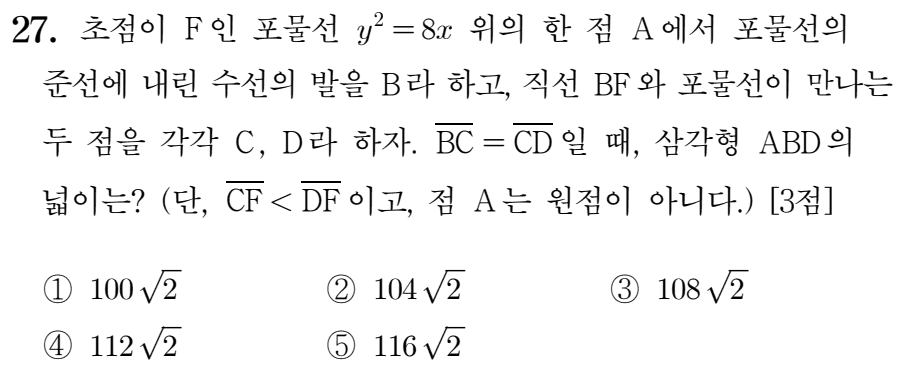 27. 초점이 F인 포물선 y² = 8x 위의 한 점 A에서 포물선의
준선에 내린 수선의 발을 B라 하고, 직선 BF와 포물선이 만나는
두 점을 각각 C, D라 하자. B̅C̅ = C̅D̅일 때, 삼각형 ABD의
넓이는? (단, C̅F̅ < D̅F̅이고, 점 A는 원점이 아니다.) [3점]
① 100√2 ② 104√2 ③ 108√2
④ 112√2 ⑤ 116√2